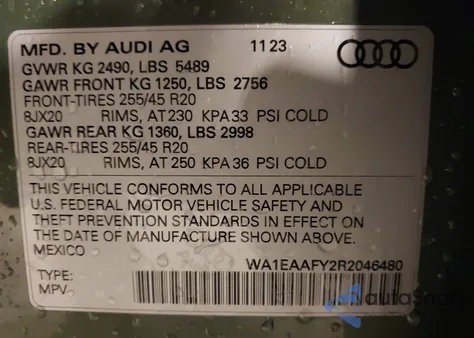 MFD. BY AUDI AG 11 23
GVWR KG 2490, LBS 5489
GAWR FRONT KG 1250, LBS 2756
FRONT-TIRES 255/45 R20
8JX20 RIMS, AT 230 KPA 33 PSI COLD
GAWR REAR KG 1360, LBS 2998
REAR-TIRES 255/45 R20
8JX20 RIMS, AT 250 KPA 36 PSI COLD
THIS VEHICLE CONFORMS TO ALL APPLICABLE
U.S. FEDERAL MOTOR VEHICLE SAFETY AND
THEFT PREVENTION STANDARDS IN EFFECT ON
THE DATE OF MANUFACTURE SHOWN ABOVE.
MEXICO
WA1EAAFY2R2046480
TYPE:
MPV